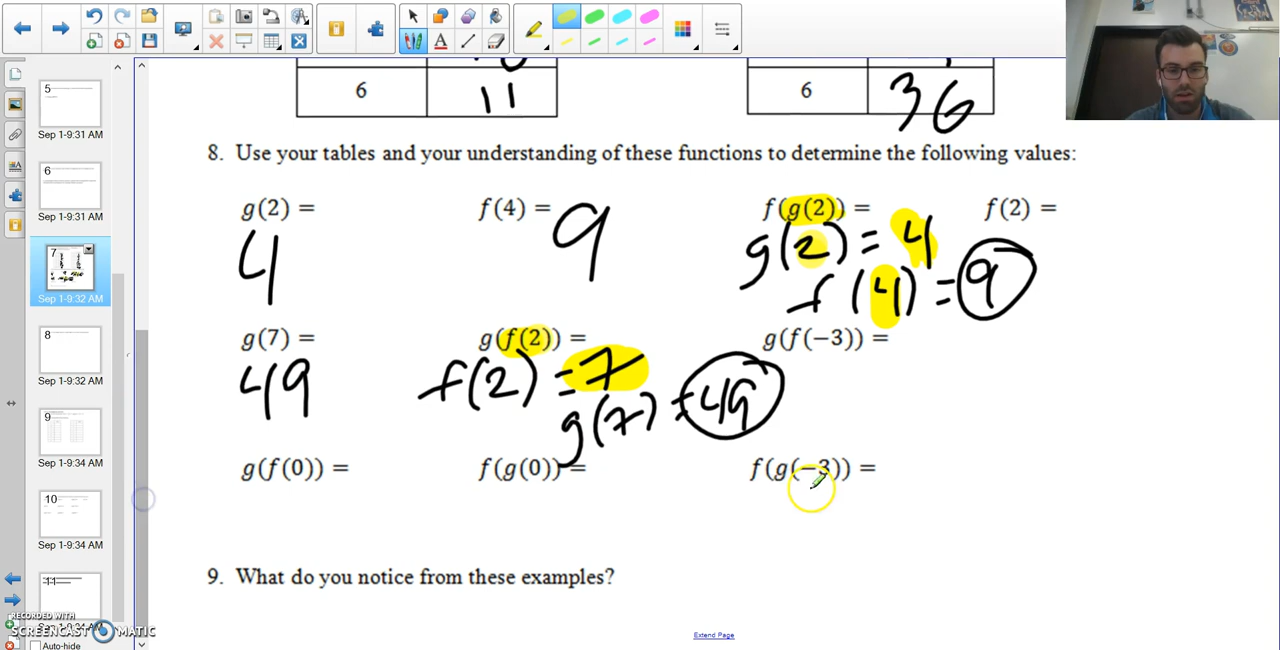 5
Sep 1-9:31 AM
6
Sep 1-9:31 AM
7
Sep 1-9:32 AM
8
Sep 1-9:32 AM
9
Sep 1-9:34 AM
10
Sep 1-9:34 AM
11
RECORDED WITH
SCREENCAST MATIC
Auto-hide
6 11
6 36
8. Use your tables and your understanding of these functions to determine the following values:
g(2) = f(4) = 9 f(g(2)) = f(2) =
4 g(2) = 4
f(4) = 9
g(7) = g(f(2)) = g(f(−3)) =
49 f(2) = 7
g(7) = 49
g(f(0)) = f(g(0)) = f(g(−3)) =
9. What do you notice from these examples?
Extend Page